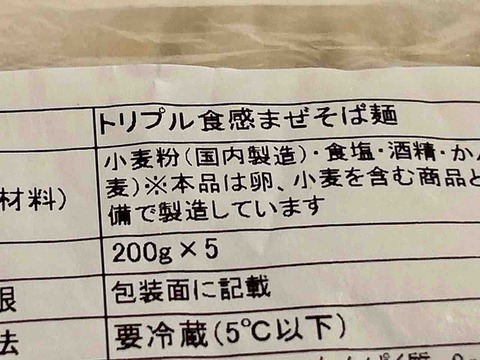 トリプル食感まぜそば麺
小麦粉(国内製造)・食塩・酒精・か
材料) 麦)※本品は卵、小麦を含む商品と
備で製造しています
200g×5
限 包装面に記載
法 要冷蔵(5℃以下)